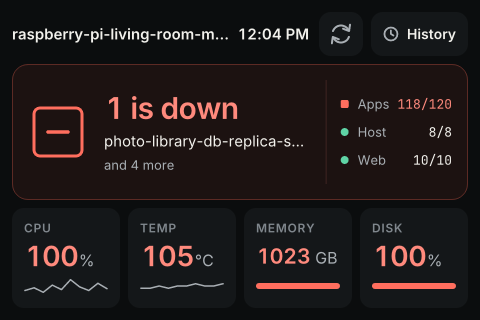 raspberry-pi-living-room-m... 12:04 PM History
1 is down
photo-library-db-replica-s...
and 4 more
Apps 118/120
Host 8/8
Web 10/10
CPU
100%
TEMP
105°C
MEMORY
1023 GB
DISK
100%